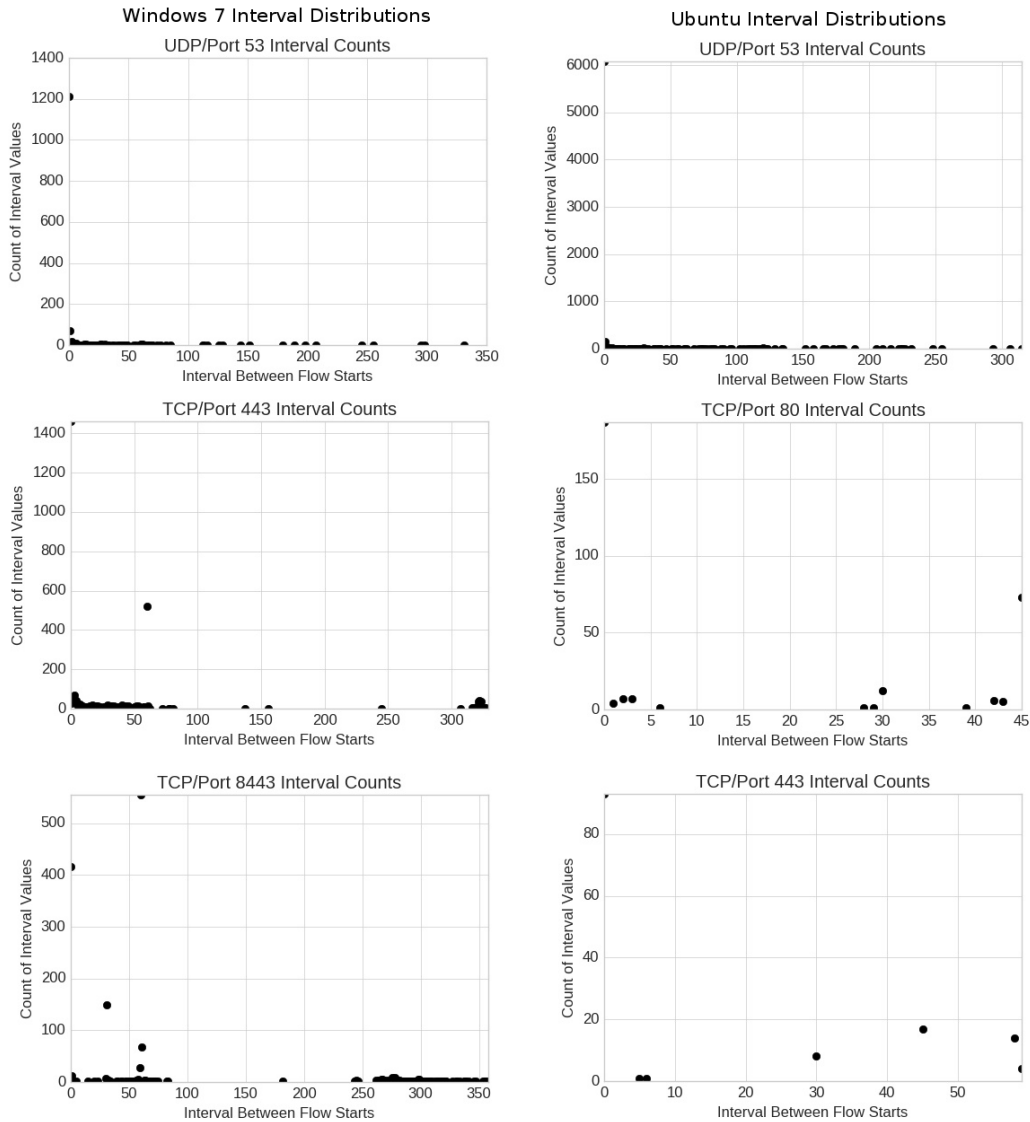 Windows 7 Interval Distributions
UDP/Port 53 Interval Counts
1400
1200
1000
800
600
400
200
0
Count of Interval Values
0 50 100 150 200 250 300 350
Interval Between Flow Starts
TCP/Port 443 Interval Counts
1400
1200
1000
800
600
400
200
0
Count of Interval Values
0 50 100 150 200 250 300
Interval Between Flow Starts
TCP/Port 8443 Interval Counts
500
400
300
200
100
0
Count of Interval Values
0 50 100 150 200 250 300 350
Interval Between Flow Starts
Ubuntu Interval Distributions
UDP/Port 53 Interval Counts
6000
5000
4000
3000
2000
1000
0
Count of Interval Values
0 50 100 150 200 250 300
Interval Between Flow Starts
TCP/Port 80 Interval Counts
150
100
50
0
Count of Interval Values
0 5 10 15 20 25 30 35 40 45
Interval Between Flow Starts
TCP/Port 443 Interval Counts
80
60
40
20
0
Count of Interval Values
0 10 20 30 40 50
Interval Between Flow Starts